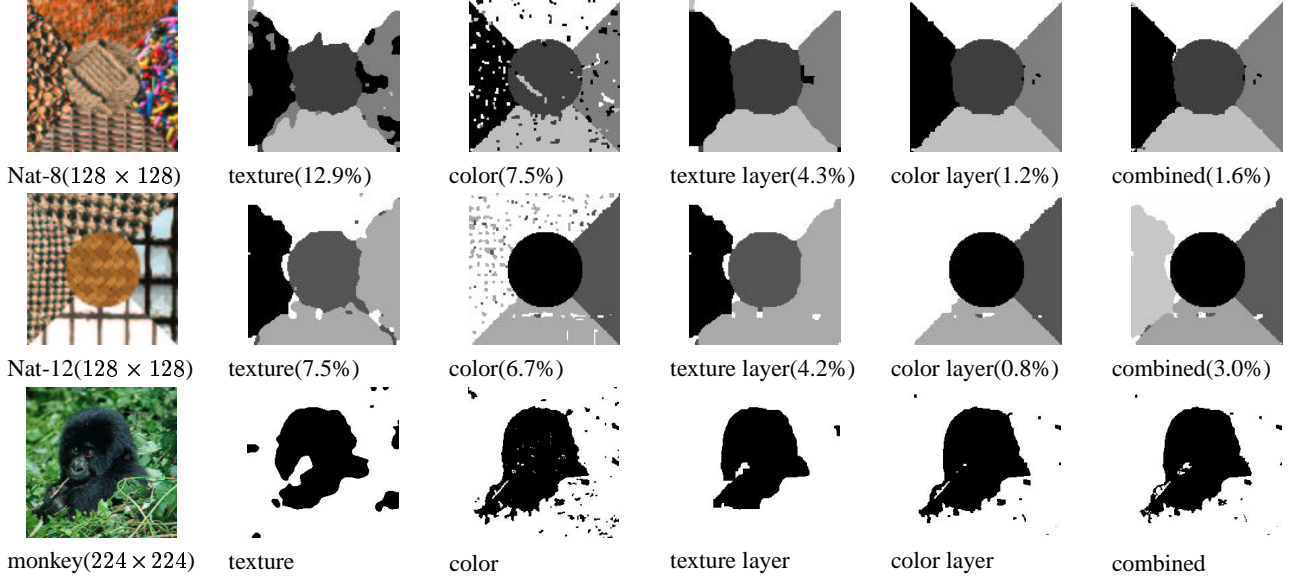 Nat-8(128 × 128) texture(12.9%) color(7.5%) texture layer(4.3%) color layer(1.2%) combined(1.6%)
Nat-12(128 × 128) texture(7.5%) color(6.7%) texture layer(4.2%) color layer(0.8%) combined(3.0%)
monkey(224 × 224) texture color texture layer color layer combined